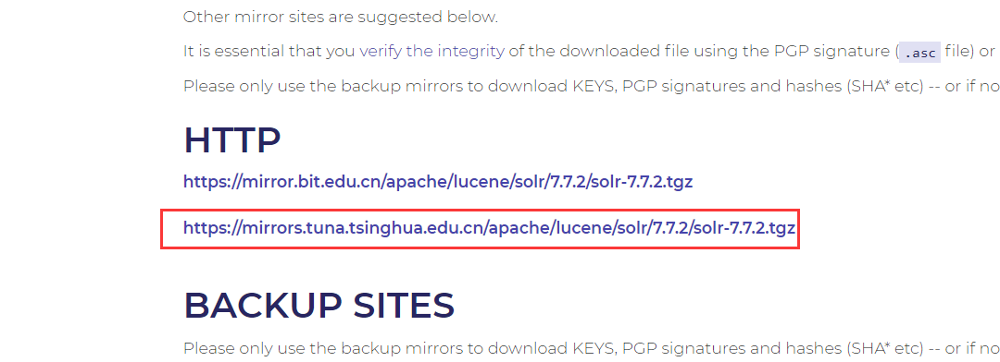 Other mirror sites are suggested below.
It is essential that you verify the integrity of the downloaded file using the PGP signature (.asc file) or
Please only use the backup mirrors to download KEYS, PGP signatures and hashes (SHA* etc) -- or if no
HTTP
https://mirror.bit.edu.cn/apache/lucene/solr/7.7.2/solr-7.7.2.tgz
https://mirrors.tuna.tsinghua.edu.cn/apache/lucene/solr/7.7.2/solr-7.7.2.tgz
BACKUP SITES
Please only use the backup mirrors to download KEYS, PGP signatures and hashes (SHA* etc) -- or if no